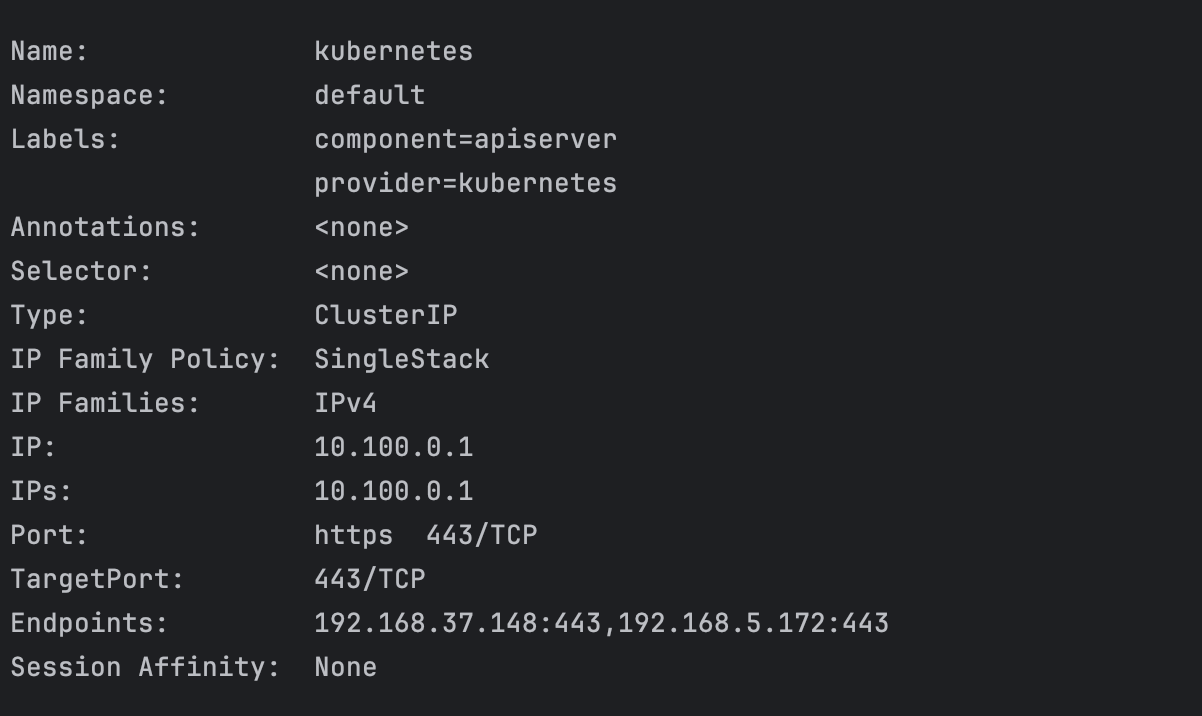 Name:              kubernetes
Namespace:         default
Labels:            component=apiserver
                   provider=kubernetes
Annotations:       <none>
Selector:          <none>
Type:              ClusterIP
IP Family Policy:  SingleStack
IP Families:       IPv4
IP:                10.100.0.1
IPs:               10.100.0.1
Port:              https  443/TCP
TargetPort:        443/TCP
Endpoints:         192.168.37.148:443,192.168.5.172:443
Session Affinity:  None